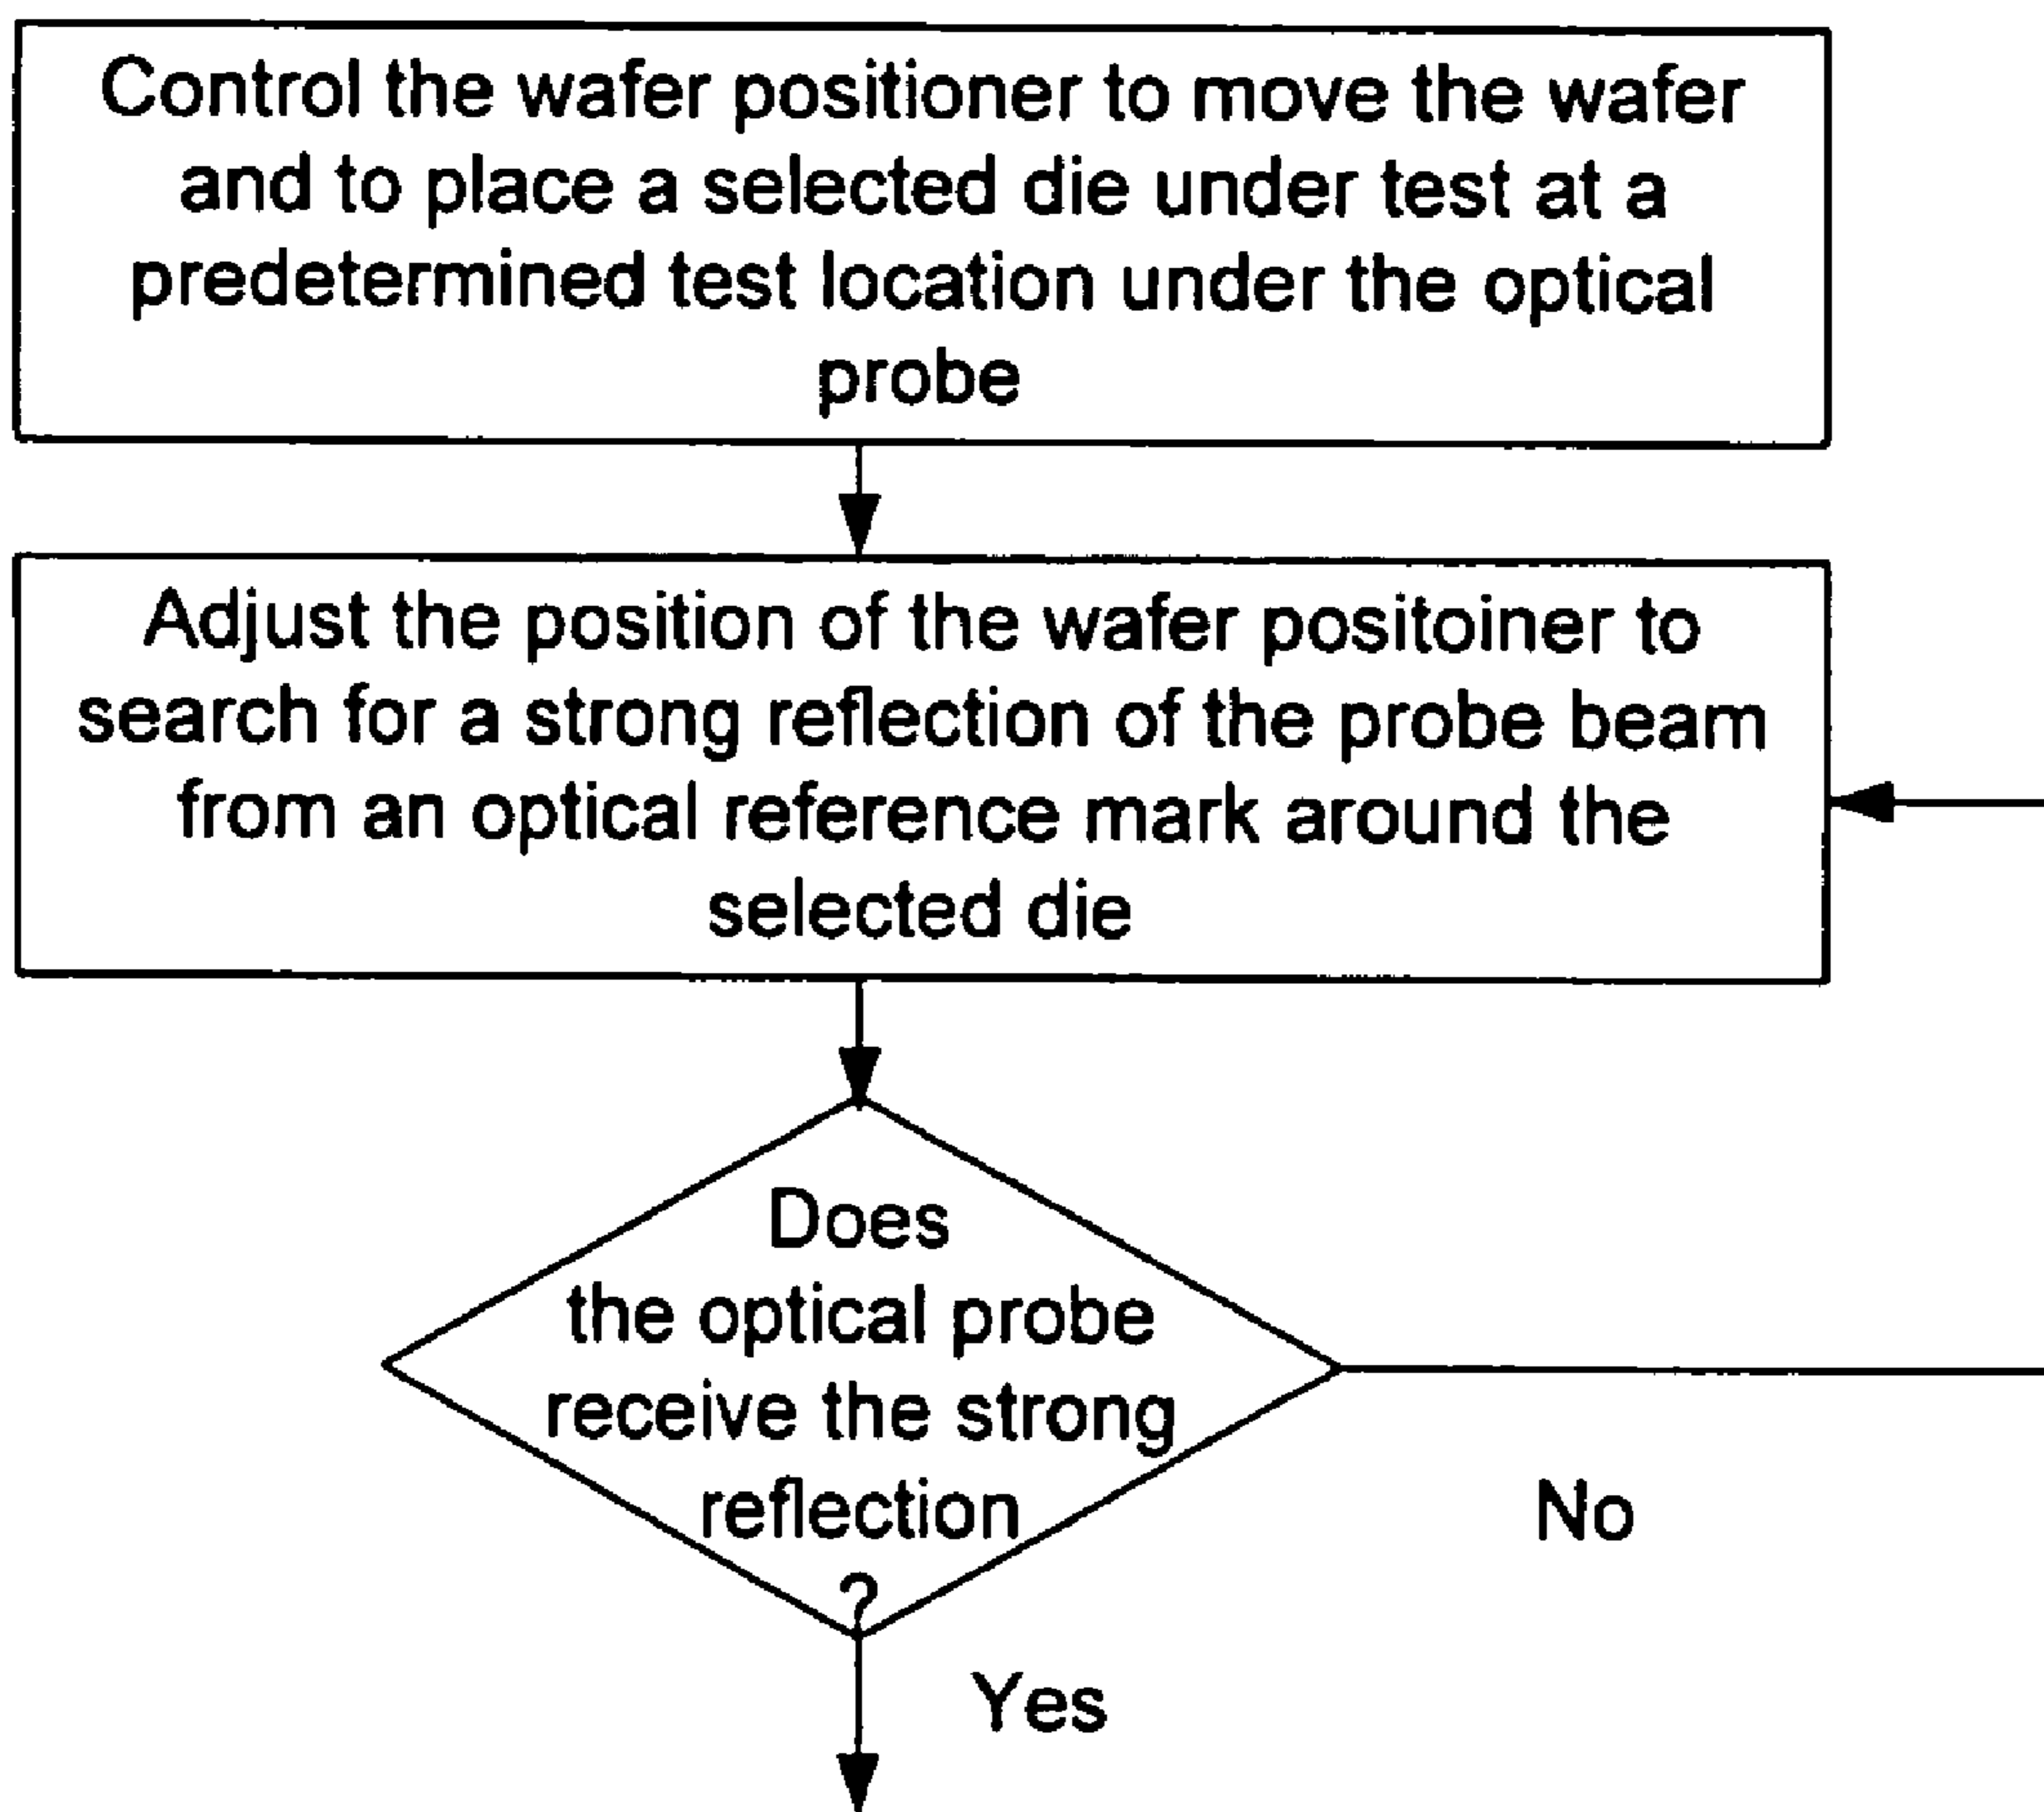 Control the wafer positioner to move the wafer
and to place a selected die under test at a
predetermined test location under the optical
probe
Adjust the position of the wafer positoiner to
search for a strong reflection of the probe beam
from an optical reference mark around the
selected die
Does
the optical probe
receive the strong
reflection
?
No
Yes